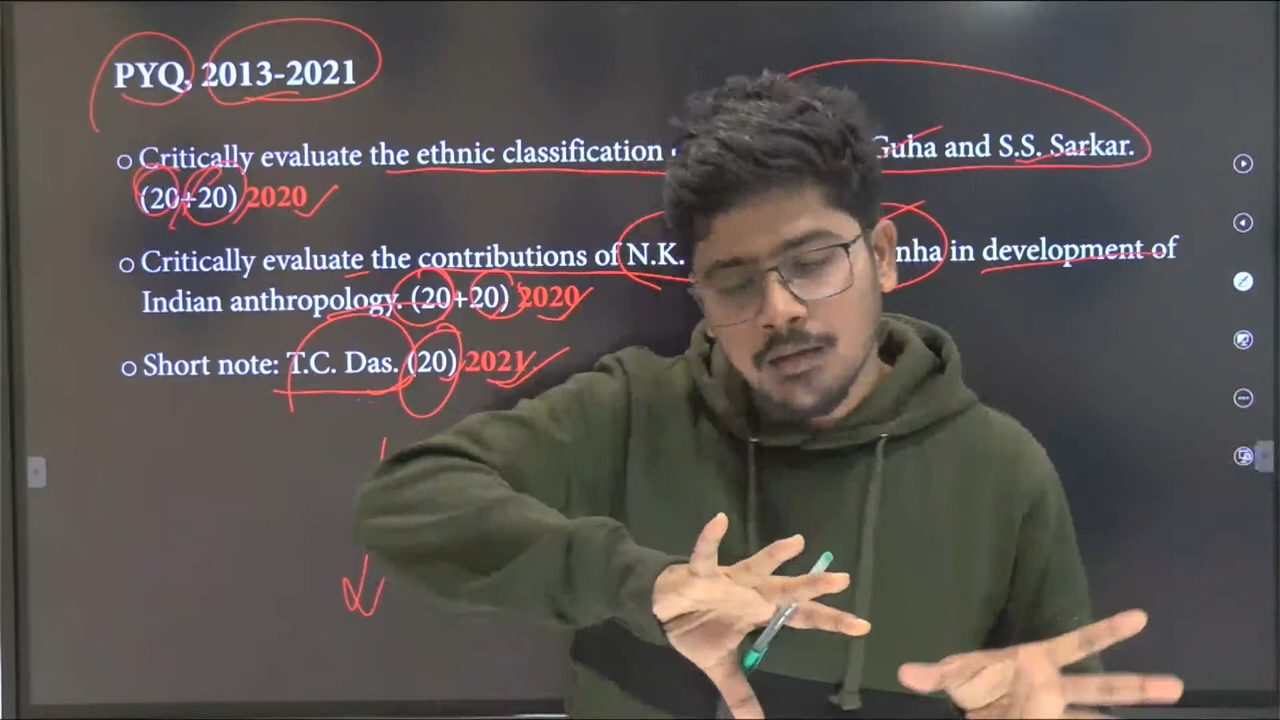 PYQ, 2013-2021
○ Critically evaluate the ethnic classification Guha and S.S. Sarkar.
(20+20) 2020
○ Critically evaluate the contributions of N.K. in development of
Indian anthropology. (20+20) 2020
○ Short note: T.C. Das. (20) 2021